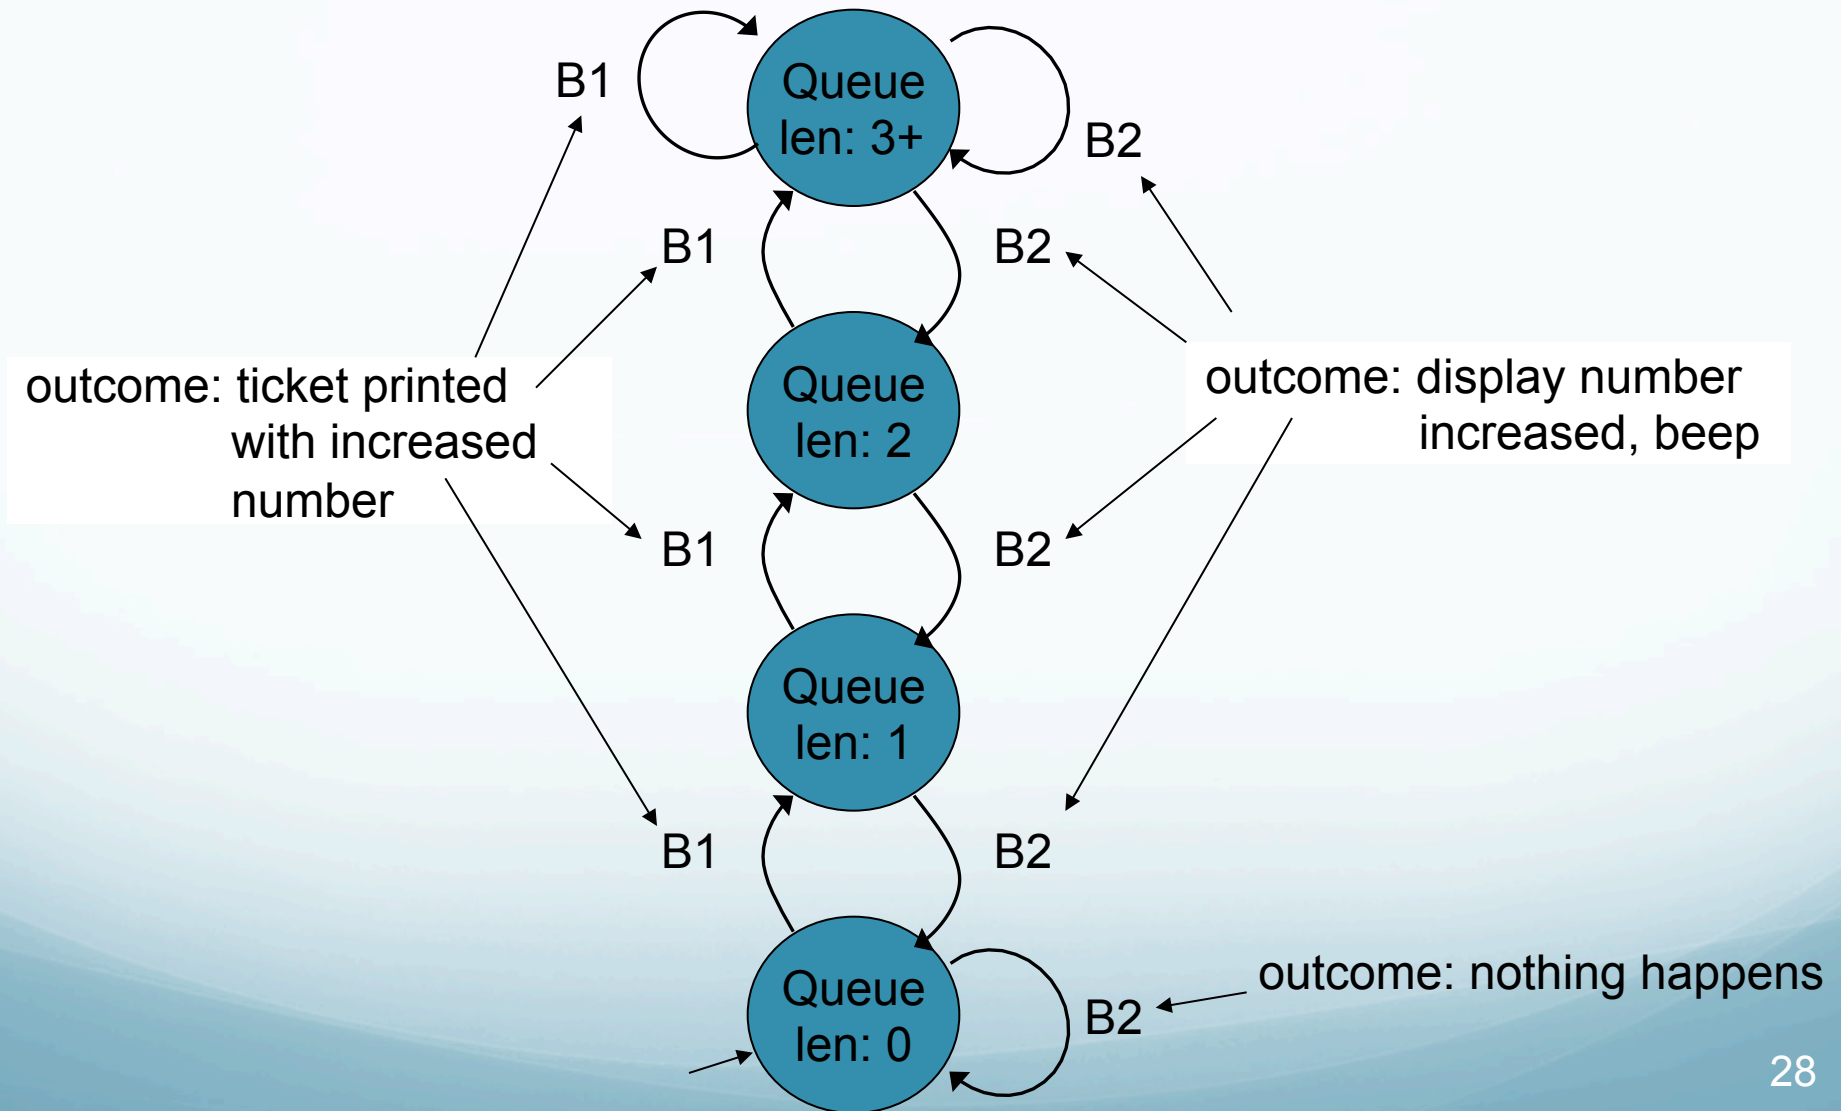 Queue
len: 3+
B1
B2
B1
B2
Queue
len: 2
outcome: ticket printed
with increased
number
outcome: display number
increased, beep
B1
B2
Queue
len: 1
B1
B2
Queue
len: 0
B2
outcome: nothing happens
28